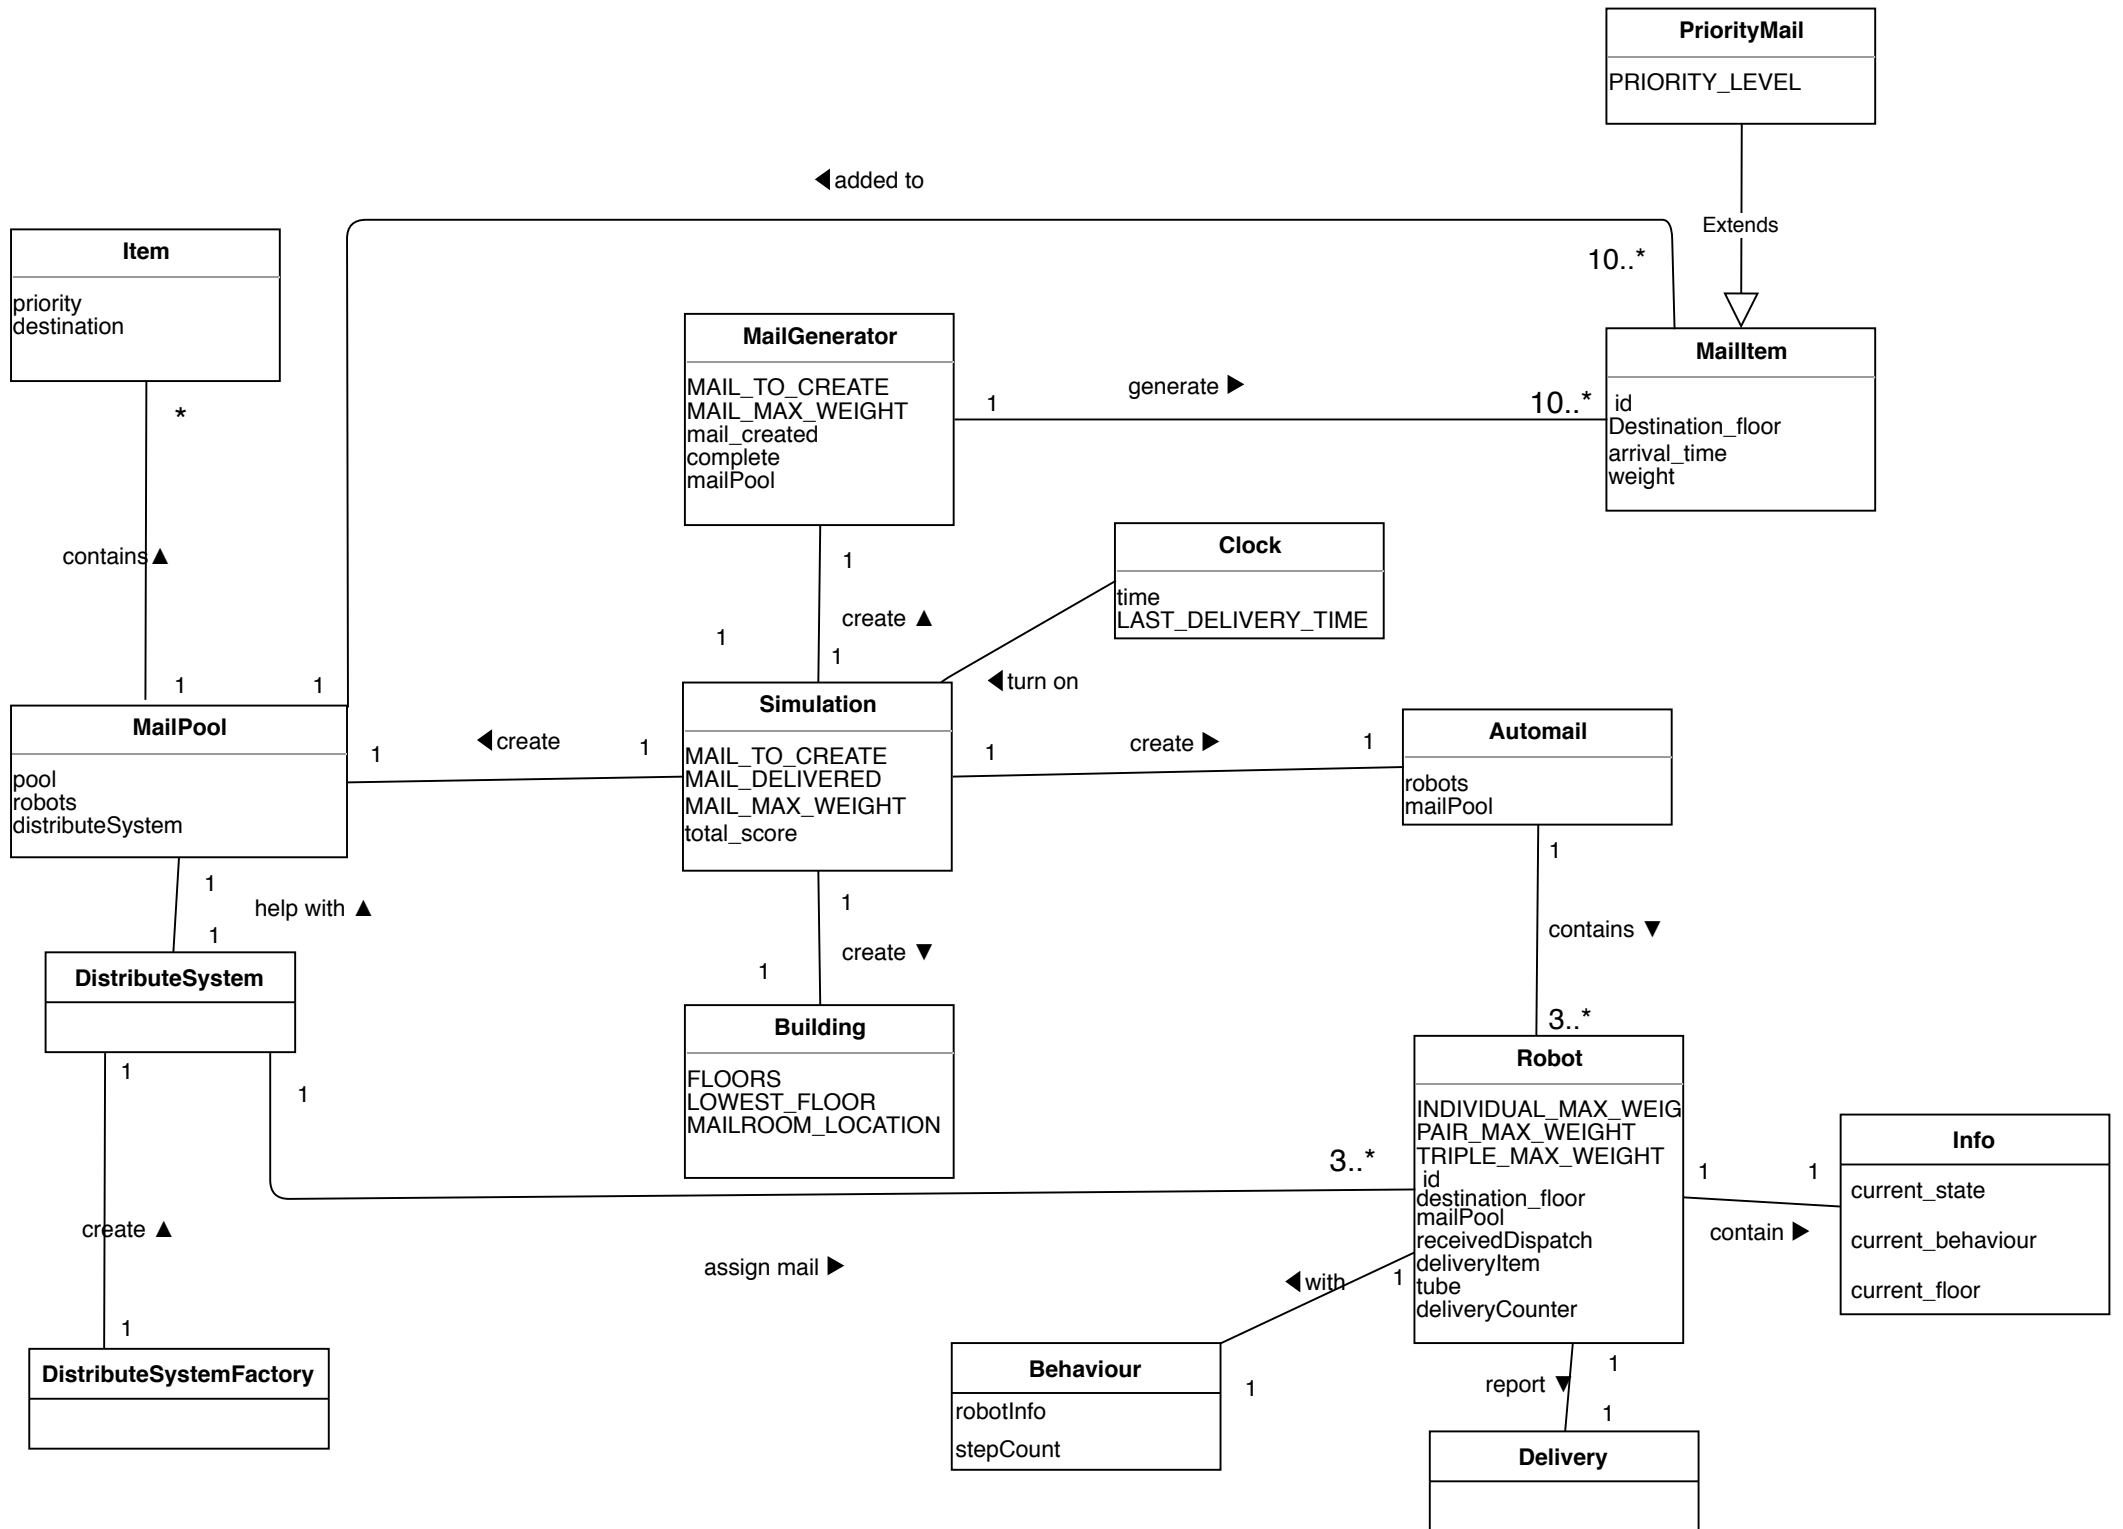 PriorityMail
PRIORITY_LEVEL
◀added to
Extends
10..*
Item
priority
destination
*
contains▲
1
1
MailGenerator
MAIL_TO_CREATE
MAIL_MAX_WEIGHT
mail_created
complete
mailPool
1
generate ▶
10..*
MailItem
id
Destination_floor
arrival_time
weight
1
create ▲
1
1
Clock
time
LAST_DELIVERY_TIME
◀turn on
MailPool
pool
robots
distributeSystem
1
◀create
1
Simulation
MAIL_TO_CREATE
MAIL_DELIVERED
MAIL_MAX_WEIGHT
total_score
1
create ▶
1
Automail
robots
mailPool
1
help with ▲
1
1
create ▼
1
1
contains ▼
3..*
DistributeSystem
1
1
Building
FLOORS
LOWEST_FLOOR
MAILROOM_LOCATION
3..*
Robot
INDIVIDUAL_MAX_WEIG
PAIR_MAX_WEIGHT
TRIPLE_MAX_WEIGHT
id
destination_floor
mailPool
receivedDispatch
deliveryItem
tube
deliveryCounter
1
1
contain ▶
Info
current_state
current_behaviour
current_floor
create ▲
assign mail ▶
◀with
1
1
DistributeSystemFactory
Behaviour
robotInfo
stepCount
1
1
report ▼
1
Delivery